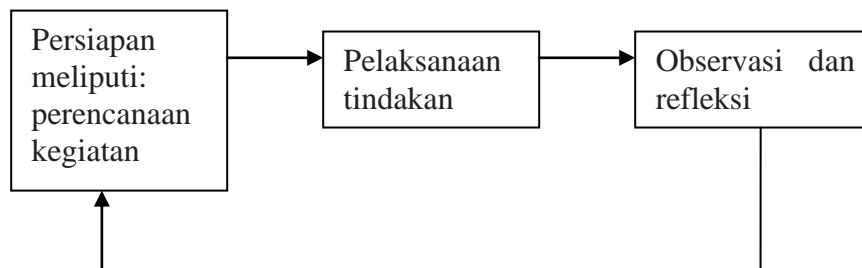 Persiapan
meliputi:
perencanaan
kegiatan
Pelaksanaan
tindakan
Observasi dan
refleksi